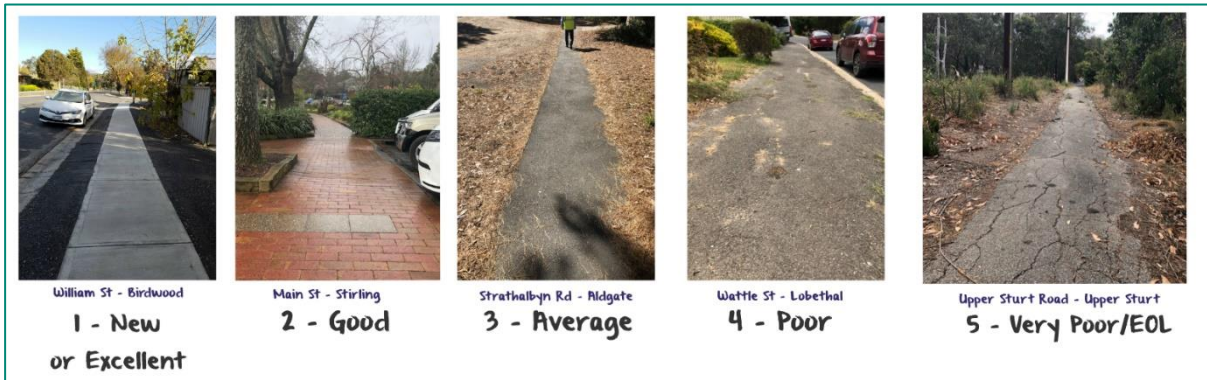 William St - Birdwood
1 - New
or Excellent
Main St - Stirling
2 - Good
Strathalbyn Rd - Aldgate
3 - Average
Wattle St - Lobethal
4 - Poor
Upper Sturt Road - Upper Sturt
5 - Very Poor/EOL